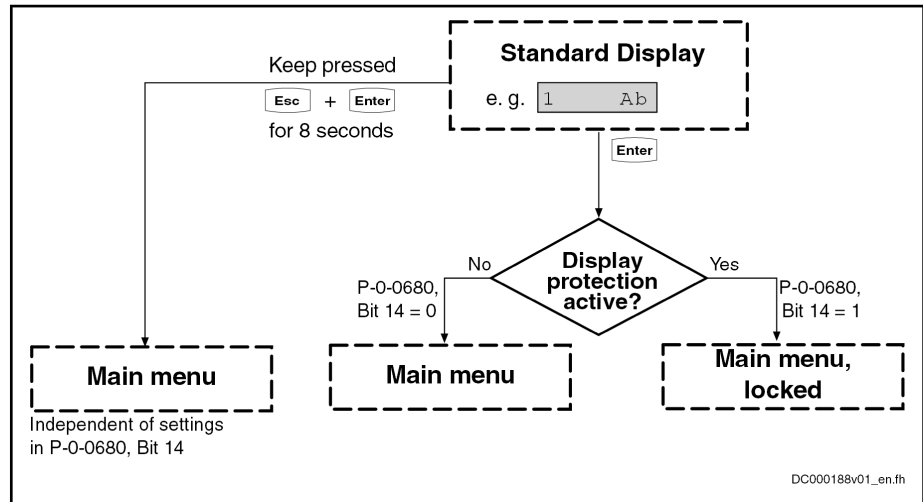 Standard Display
e. g. 1 Ab
Keep pressed
Esc + Enter
for 8 seconds
Enter
Display
protection
active?
No
Yes
P-0-0680,
Bit 14 = 0
P-0-0680,
Bit 14 = 1
Main menu
Independent of settings
in P-0-0680, Bit 14
Main menu
Main menu,
locked
DC000188v01_en.fh